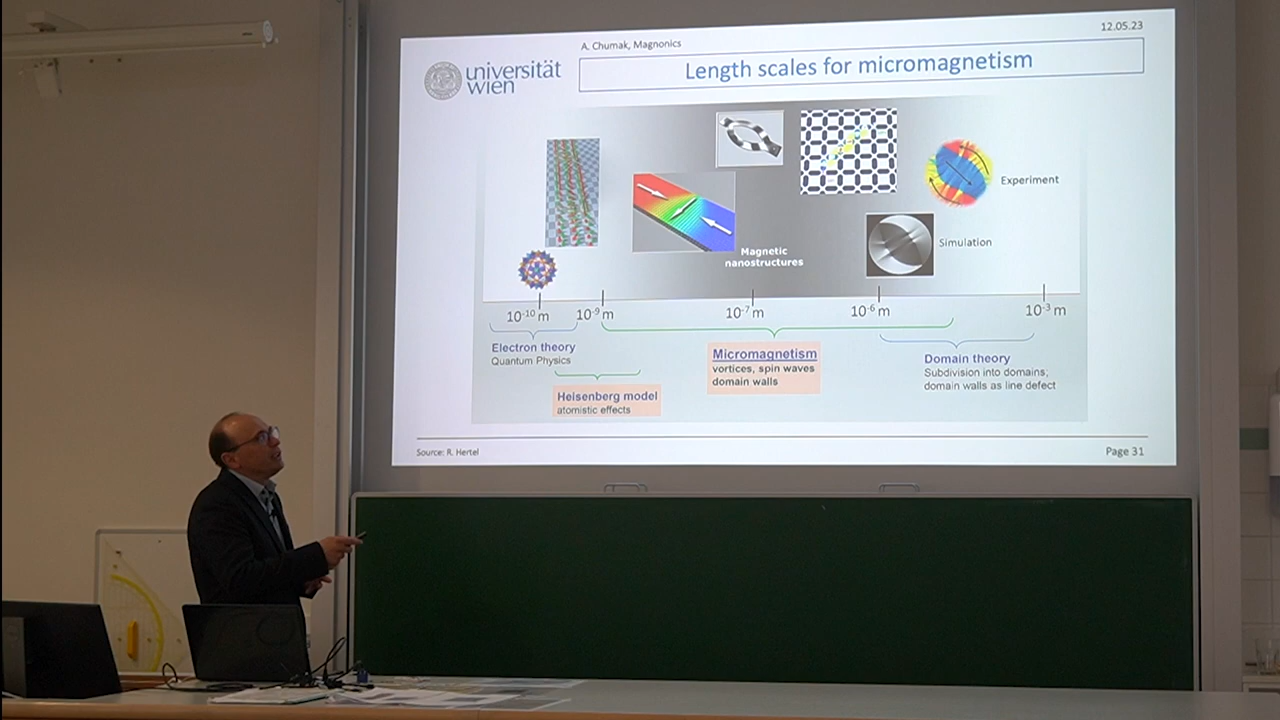 12.05.23
A. Chumak, Magnonics
universität
wien
Length scales for micromagnetism
Experiment
Simulation
Magnetic
nanostructures
10⁻¹⁰ m
10⁻⁹ m
10⁻⁷ m
10⁻⁶ m
10⁻³ m
Electron theory
Quantum Physics
Heisenberg model
atomistic effects
Micromagnetism
vortices, spin waves
domain walls
Domain theory
Subdivision into domains;
domain walls as line defect
Source: R. Hertel
Page 31